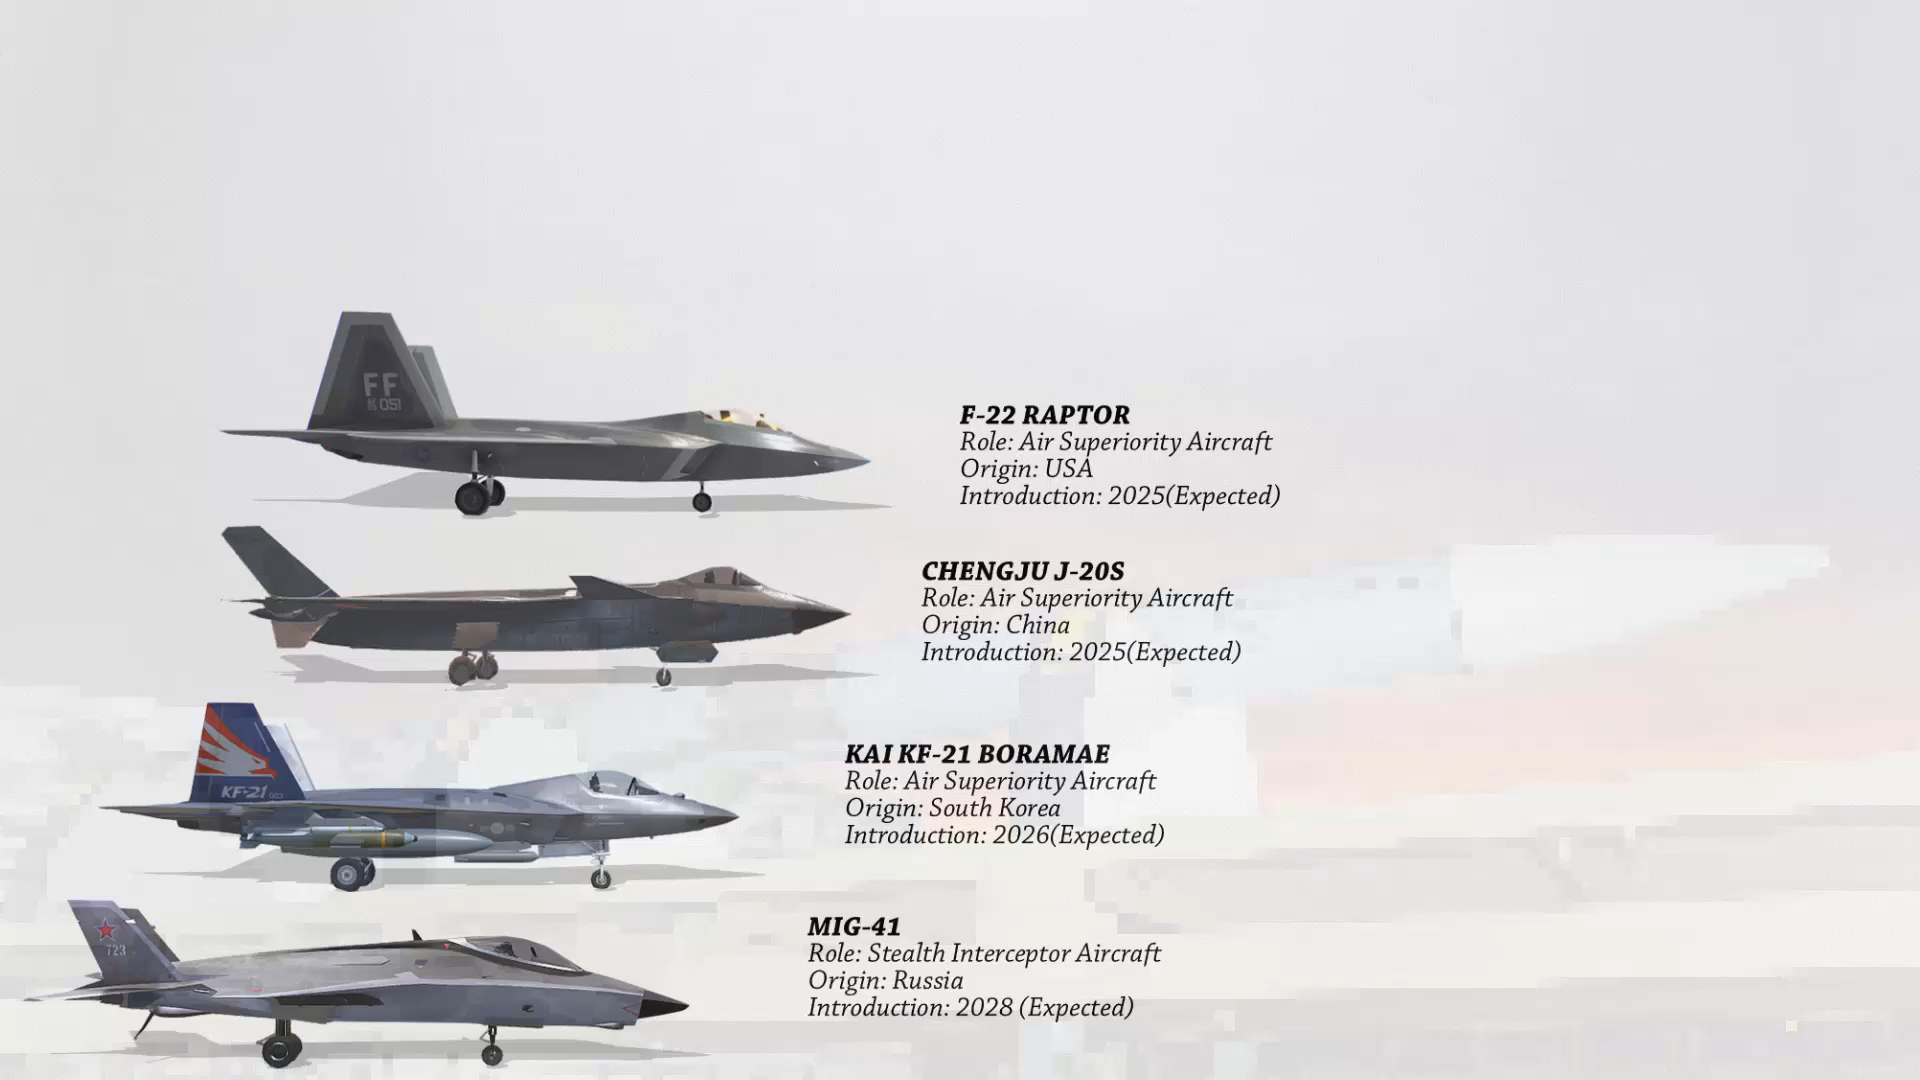 FF
051
F-22 RAPTOR
Role: Air Superiority Aircraft
Origin: USA
Introduction: 2025(Expected)
CHENGJU J-20S
Role: Air Superiority Aircraft
Origin: China
Introduction: 2025(Expected)
KF-21
KAI KF-21 BORAMAE
Role: Air Superiority Aircraft
Origin: South Korea
Introduction: 2026(Expected)
723
MIG-41
Role: Stealth Interceptor Aircraft
Origin: Russia
Introduction: 2028 (Expected)